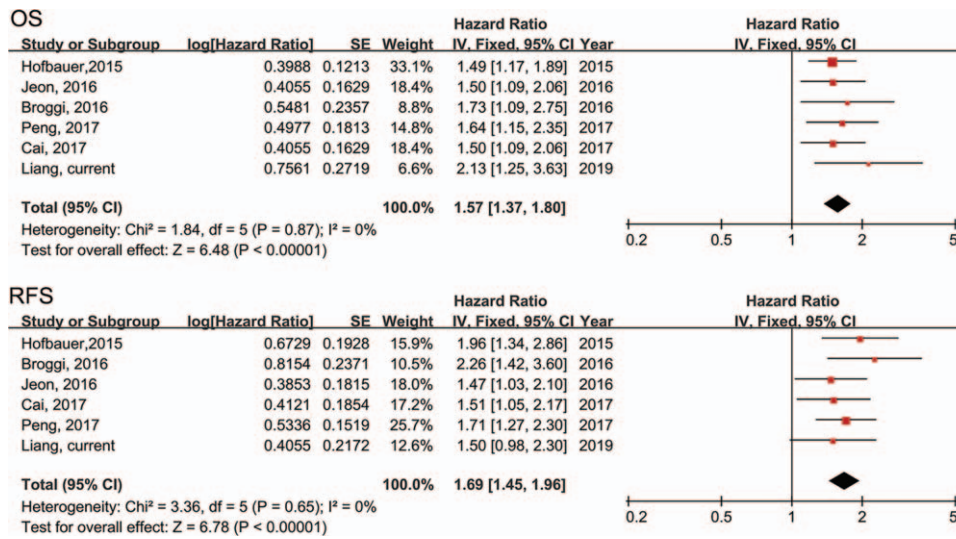 OS
Hazard Ratio Hazard Ratio
Study or Subgroup log[Hazard Ratio] SE Weight IV, Fixed, 95% CI Year IV, Fixed, 95% CI
Hofbauer,2015 0.3988 0.1213 33.1% 1.49 [1.17, 1.89] 2015
Jeon, 2016 0.4055 0.1629 18.4% 1.50 [1.09, 2.06] 2016
Broggi, 2016 0.5481 0.2357 8.8% 1.73 [1.09, 2.75] 2016
Peng, 2017 0.4977 0.1813 14.8% 1.64 [1.15, 2.35] 2017
Cai, 2017 0.4055 0.1629 18.4% 1.50 [1.09, 2.06] 2017
Liang, current 0.7561 0.2719 6.6% 2.13 [1.25, 3.63] 2019
Total (95% CI) 100.0% 1.57 [1.37, 1.80]
Heterogeneity: Chi² = 1.84, df = 5 (P = 0.87); I² = 0%
Test for overall effect: Z = 6.48 (P < 0.00001)
0.2 0.5 1 2 5
RFS
Hazard Ratio Hazard Ratio
Study or Subgroup log[Hazard Ratio] SE Weight IV, Fixed, 95% CI Year IV, Fixed, 95% CI
Hofbauer,2015 0.6729 0.1928 15.9% 1.96 [1.34, 2.86] 2015
Broggi, 2016 0.8154 0.2371 10.5% 2.26 [1.42, 3.60] 2016
Jeon, 2016 0.3853 0.1815 18.0% 1.47 [1.03, 2.10] 2016
Cai, 2017 0.4121 0.1854 17.2% 1.51 [1.05, 2.17] 2017
Peng, 2017 0.5336 0.1519 25.7% 1.71 [1.27, 2.30] 2017
Liang, current 0.4055 0.2172 12.6% 1.50 [0.98, 2.30] 2019
Total (95% CI) 100.0% 1.69 [1.45, 1.96]
Heterogeneity: Chi² = 3.36, df = 5 (P = 0.65); I² = 0%
Test for overall effect: Z = 6.78 (P < 0.00001)
0.2 0.5 1 2 5